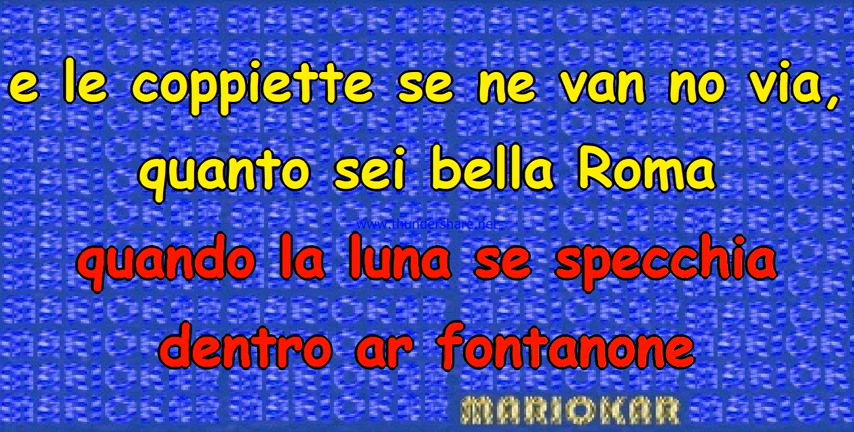 e le coppiette se ne van no via,
quanto sei bella Roma
www.thundershare.net
quando la luna se specchia
dentro ar fontanone
MARIOKAR